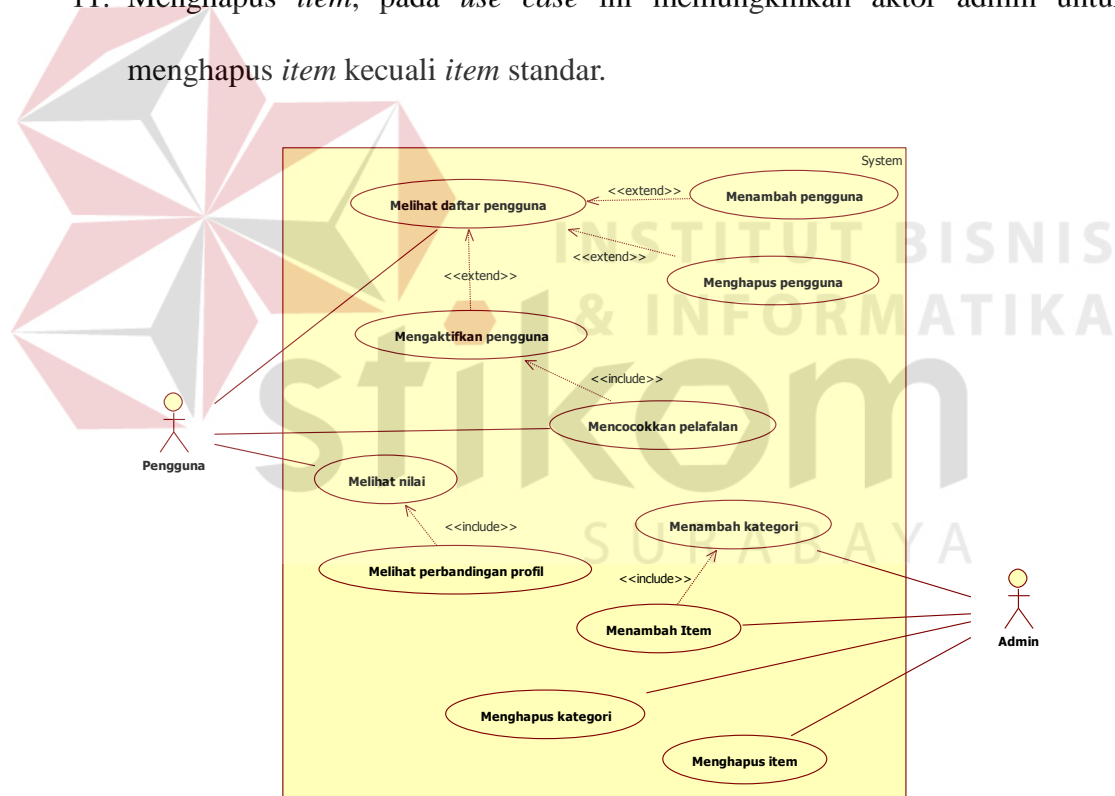 11. Menghapus item, pada use case ini memungkinkan aktor admin untuk
menghapus item kecuali item standar.
System
Melihat daftar pengguna
<<extend>>
Menambah pengguna
INSTITUT BISNIS
<<extend>>
<<extend>>
Menghapus pengguna
& INFORMATIKA
Mengaktifkan pengguna
stikom
<<include>>
Mencocokkan pelafalan
Pengguna
Melihat nilai
<<include>>
Menambah kategori
SURABAYA
Melihat perbandingan profil
<<include>>
Menambah Item
Admin
Menghapus kategori
Menghapus item